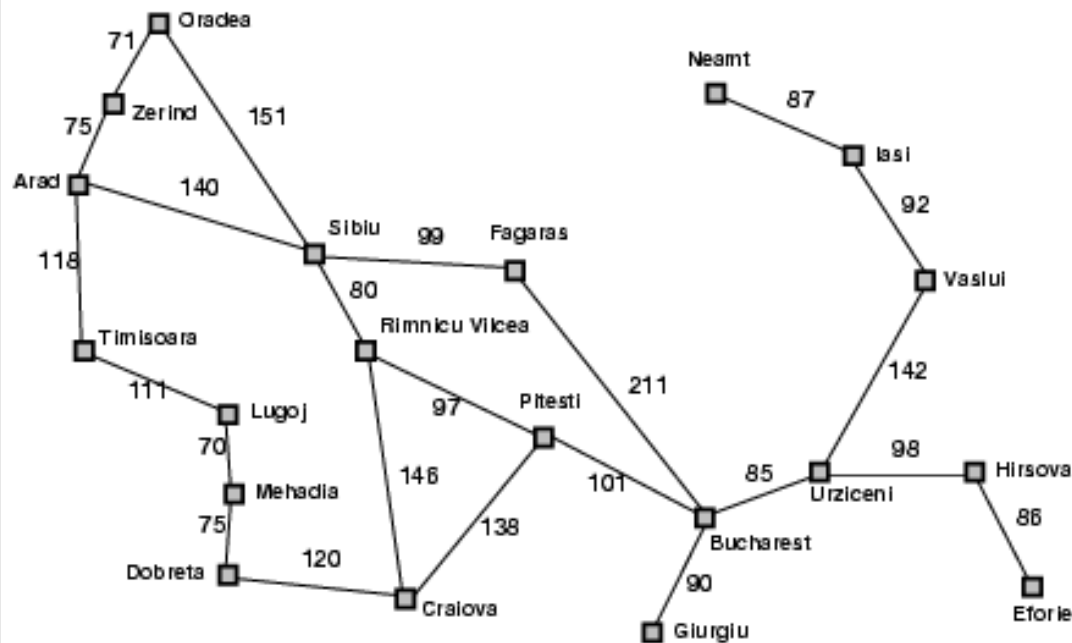 Oradea
71
Neamt
87
Zerind
151
75
Iasi
Arad
140
92
Sibiu
99
Fagaras
118
Vaslui
80
Rimnicu Vilcea
Timisoara
142
111
211
Lugoj
97
Pitesti
70
98
Hirsova
146
101
85
Mehadia
Urziceni
86
75
138
Bucharest
120
Dobreta
90
Craiova
Eforie
Giurgiu